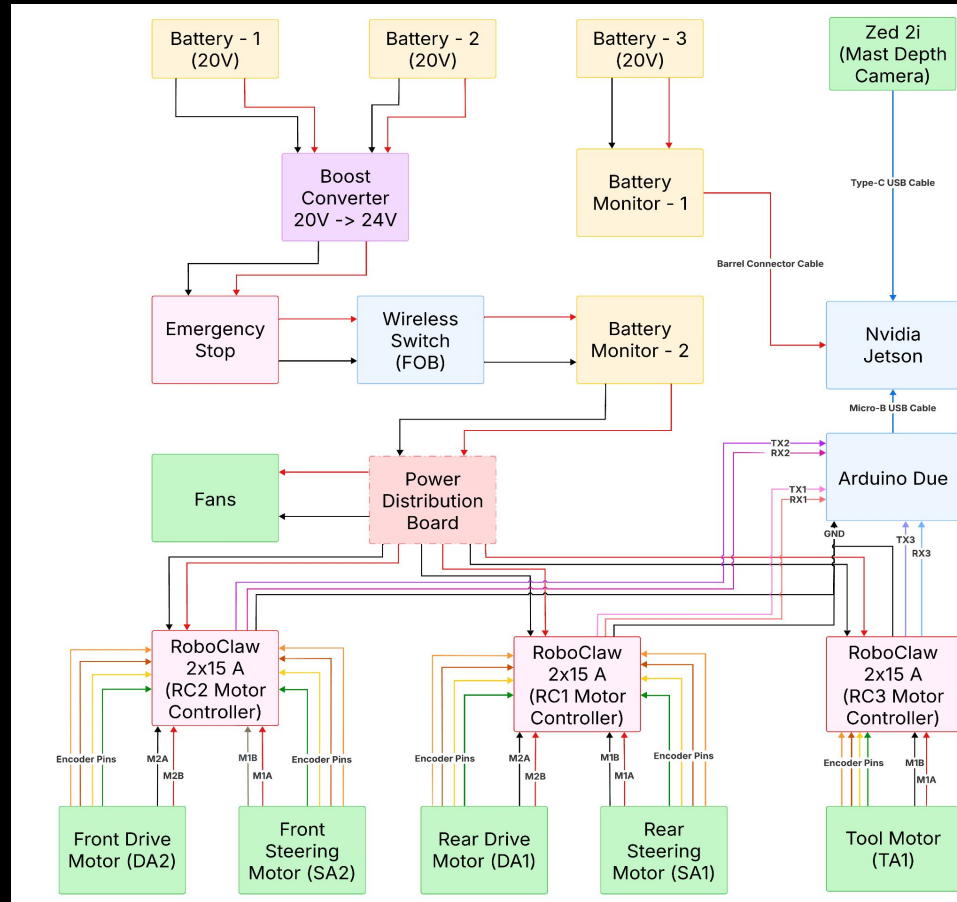 Battery - 1
(20V)
Battery - 2
(20V)
Battery - 3
(20V)
Zed 2i
(Mast Depth
Camera)
Boost
Converter
20V -> 24V
Battery
Monitor - 1
Type-C USB Cable
Barrel Connector Cable
Emergency
Stop
Wireless
Switch
(FOB)
Battery
Monitor - 2
Nvidia
Jetson
Micro-B USB Cable
Fans
Power
Distribution
Board
TX2
RX2
TX1
RX1
Arduino Due
GND
TX3
RX3
RoboClaw
2x15 A
(RC2 Motor
Controller)
RoboClaw
2x15 A
(RC1 Motor
Controller)
RoboClaw
2x15 A
(RC3 Motor
Controller)
Encoder Pins
M2A
M2B
M1B
M1A
Encoder Pins
Encoder Pins
M2A
M2B
M1B
M1A
Encoder Pins
Encoder Pins
M1B
M1A
Front Drive
Motor (DA2)
Front
Steering
Motor (SA2)
Rear Drive
Motor (DA1)
Rear
Steering
Motor (SA1)
Tool Motor
(TA1)